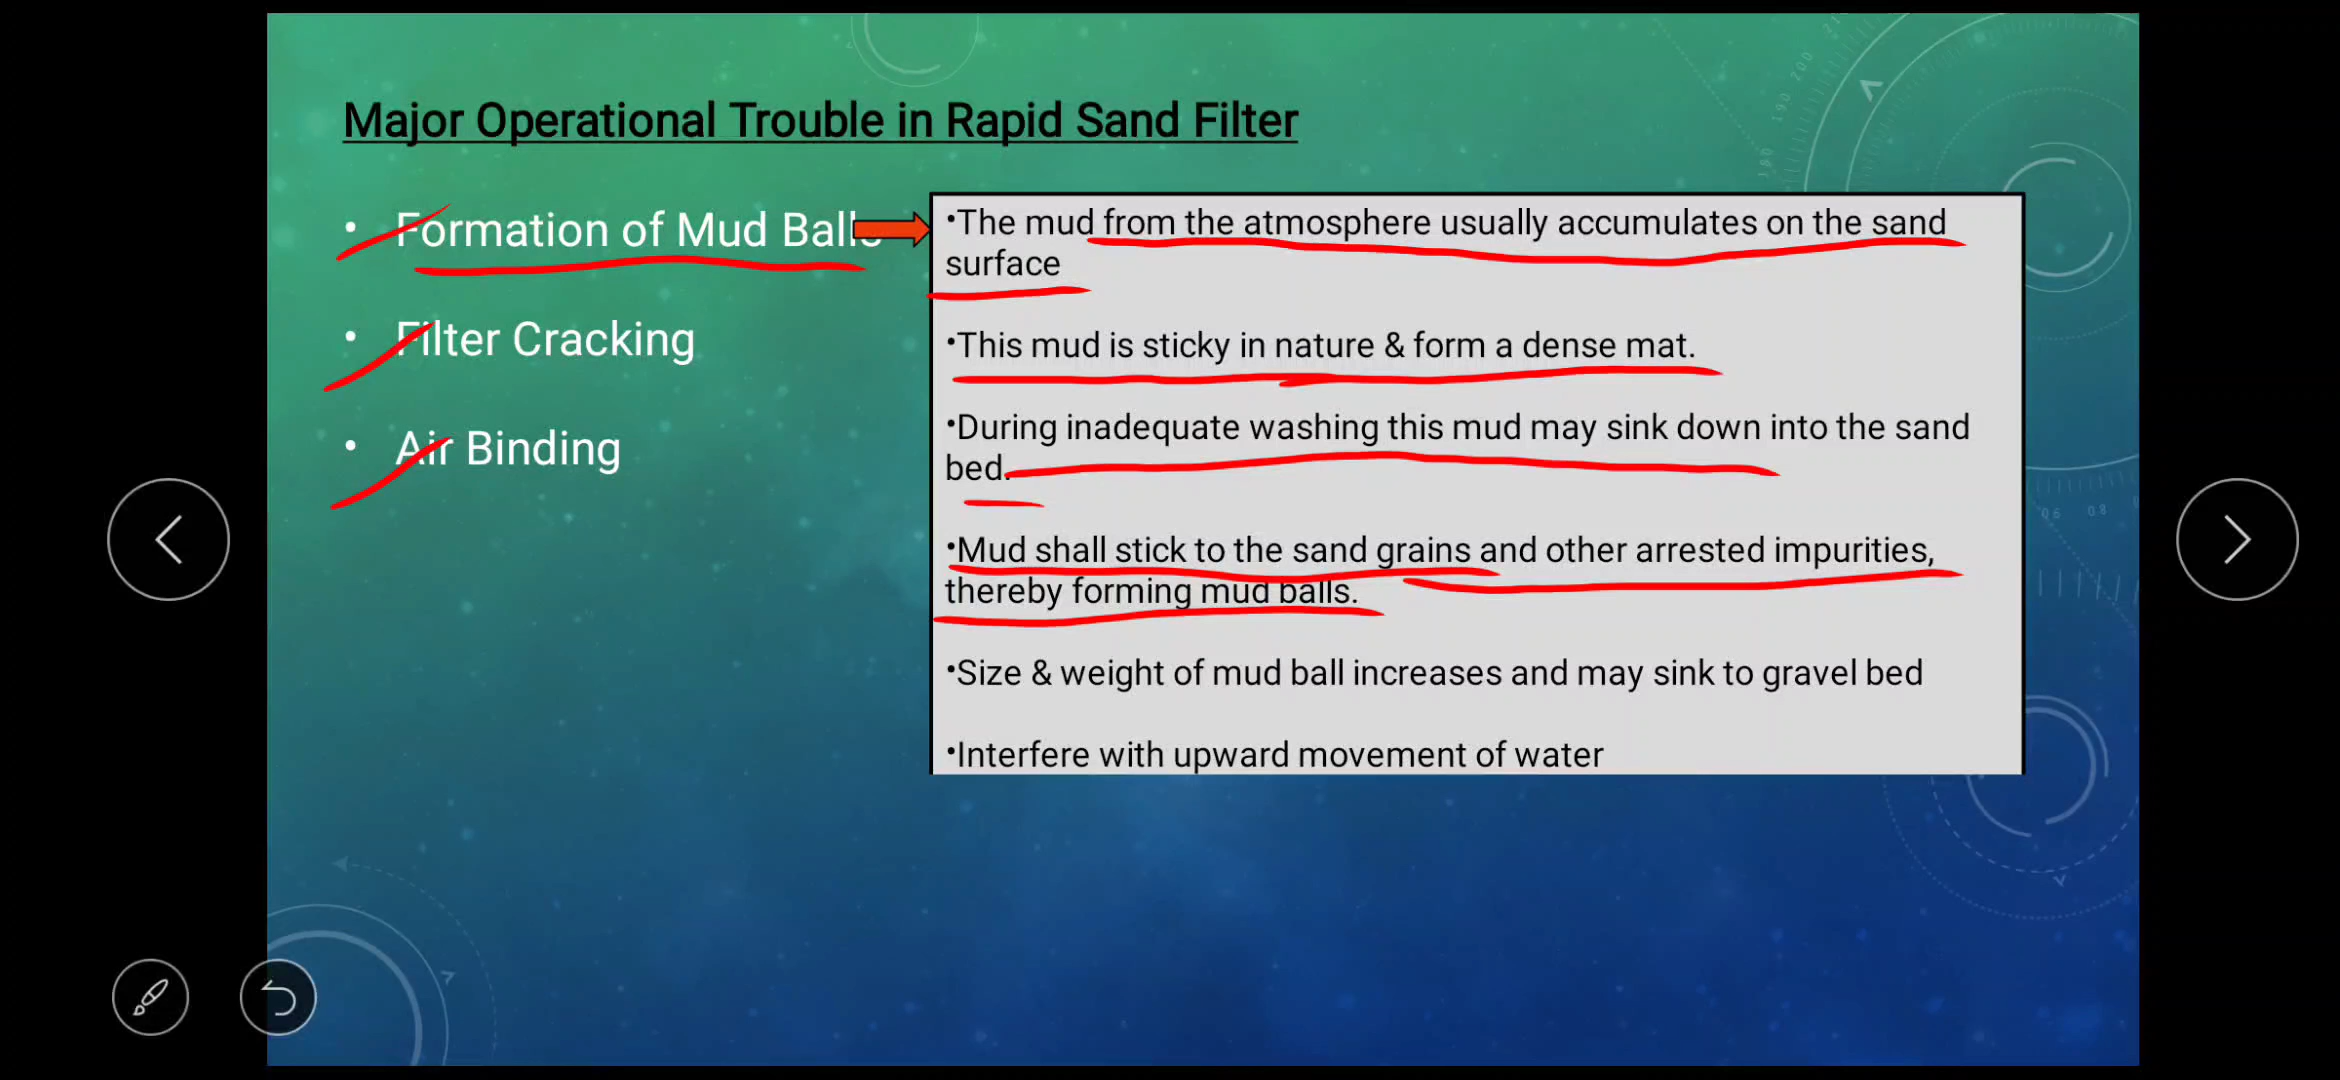 Major Operational Trouble in Rapid Sand Filter
• Formation of Mud Balls
• Filter Cracking
• Air Binding
•The mud from the atmosphere usually accumulates on the sand
surface
•This mud is sticky in nature & form a dense mat.
•During inadequate washing this mud may sink down into the sand
bed.
•Mud shall stick to the sand grains and other arrested impurities,
thereby forming mud balls.
•Size & weight of mud ball increases and may sink to gravel bed
•Interfere with upward movement of water
180 190 200